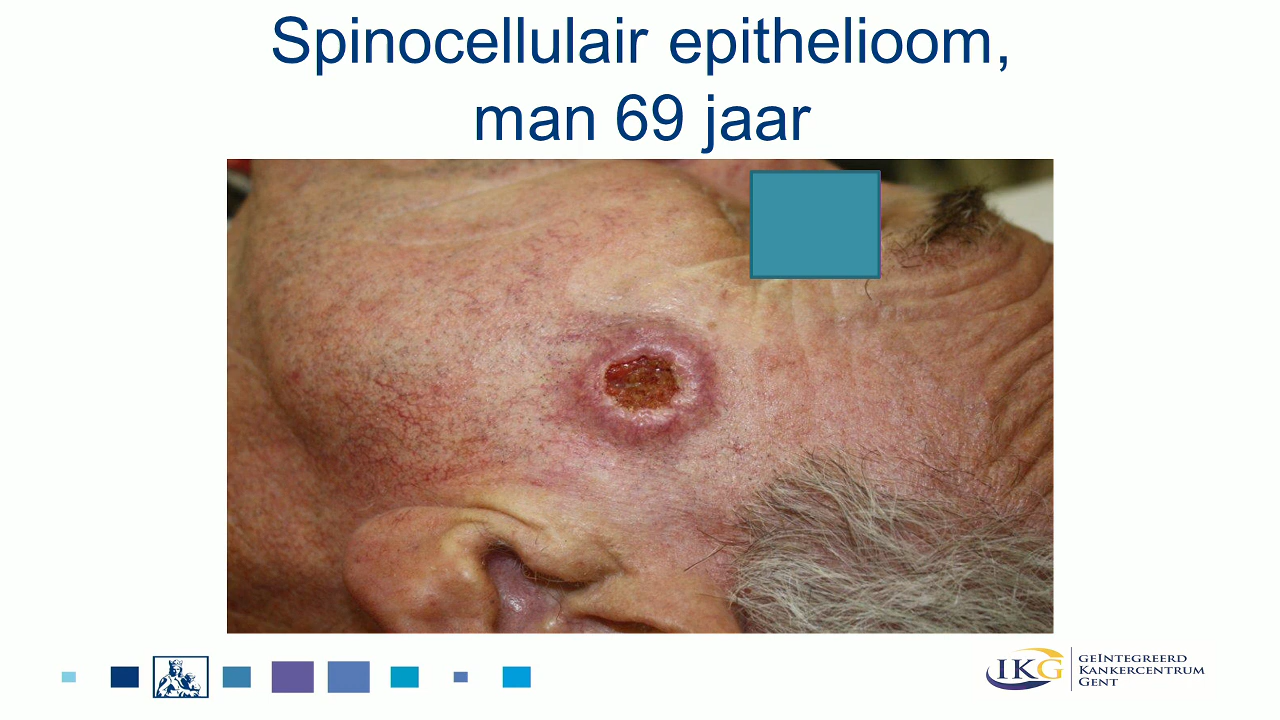 Spinocellulair epithelioom,
man 69 jaar
IKG
geïntegreerd
Kankercentrum
Gent